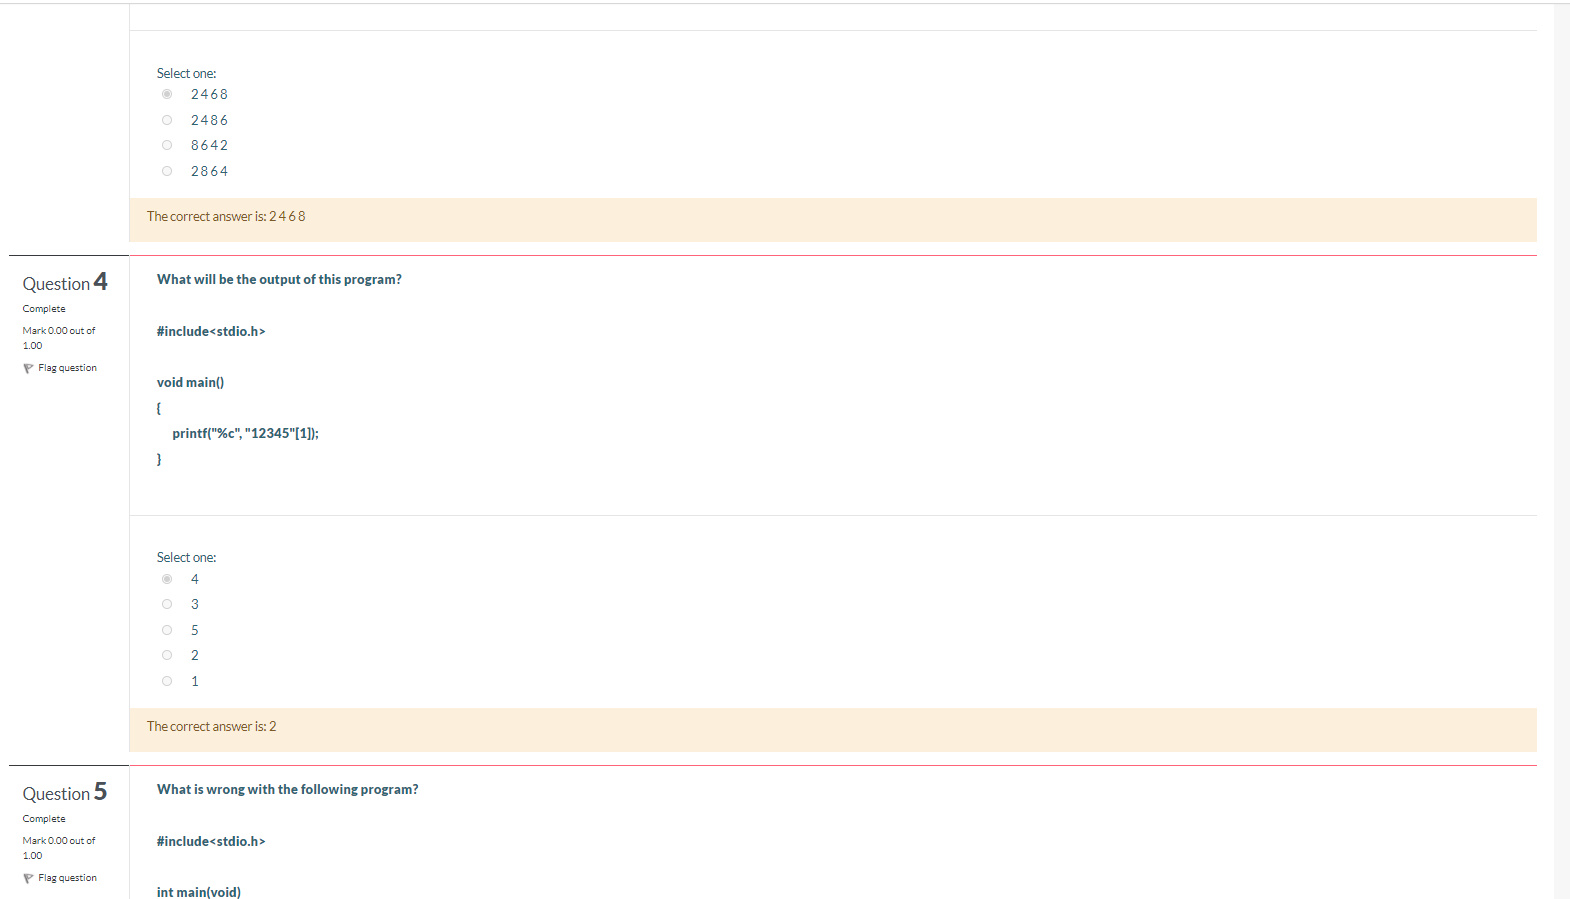 Select one:
2 4 6 8
2 4 8 6
8 6 4 2
2 8 6 4
The correct answer is: 2 4 6 8
Question 4
Complete
Mark 0.00 out of
1.00
Flag question
What will be the output of this program?
#include<stdio.h>
void main()
{
printf("%c", "12345"[1]);
}
Select one:
4
3
5
2
1
The correct answer is: 2
Question 5
Complete
Mark 0.00 out of
1.00
Flag question
What is wrong with the following program?
#include<stdio.h>
int main(void)